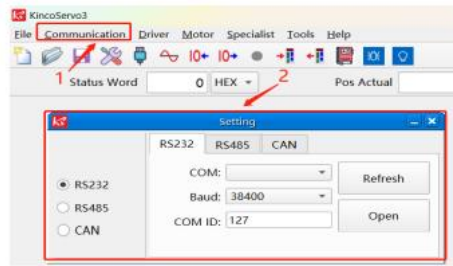 KincoServo3
File Communication Driver Motor Specialist Tools Help
1
2
Status Word 0 HEX Pos Actual
Setting
RS232 RS485 CAN
RS232
RS485
CAN
COM:
Baud: 38400
COM ID: 127
Refresh
Open